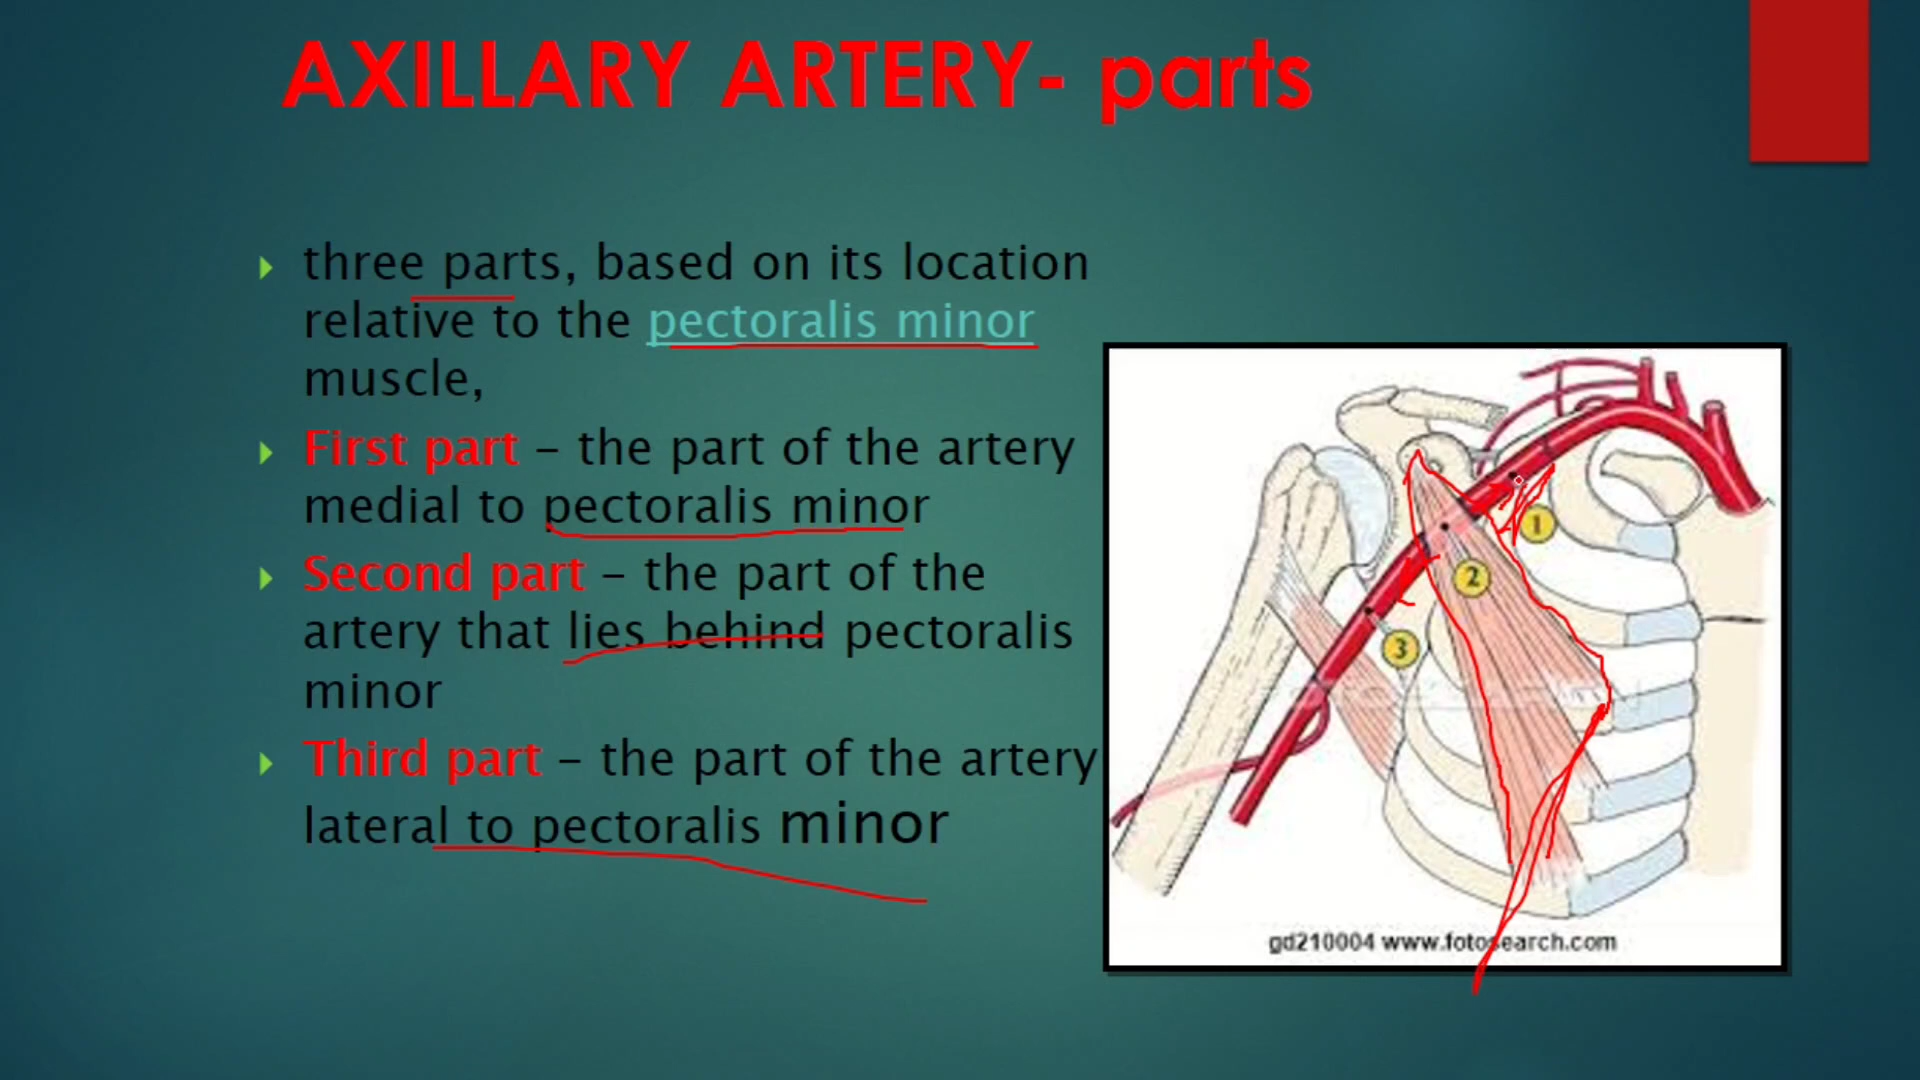 AXILLARY ARTERY- parts
three parts, based on its location
relative to the pectoralis minor
muscle,
First part – the part of the artery
medial to pectoralis minor
Second part – the part of the
artery that lies behind pectoralis
minor
Third part – the part of the artery
lateral to pectoralis minor
1
2
3
gd210004 www.fotosearch.com